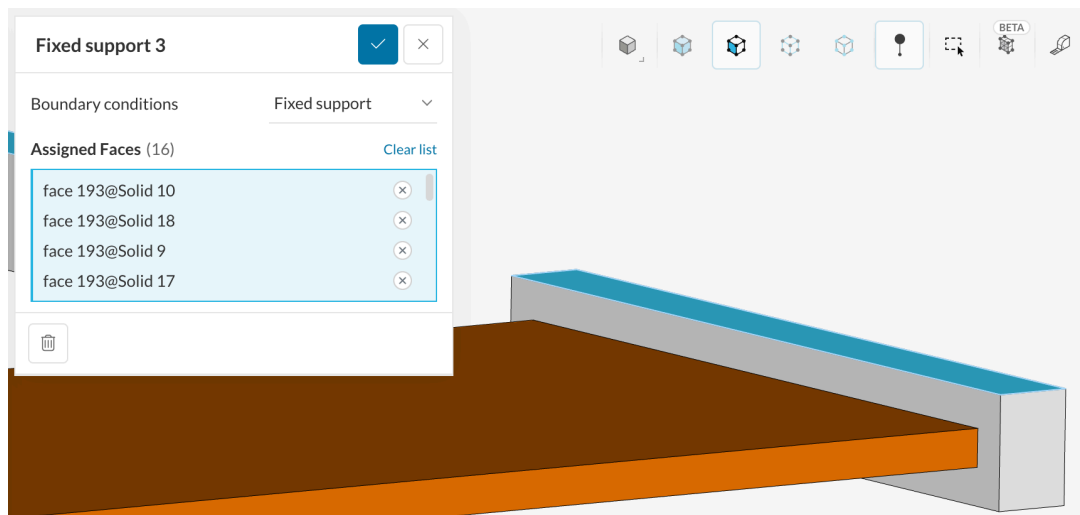 Fixed support 3
BETA
Boundary conditions Fixed support
Assigned Faces (16) Clear list
face 193@Solid 10
face 193@Solid 18
face 193@Solid 9
face 193@Solid 17